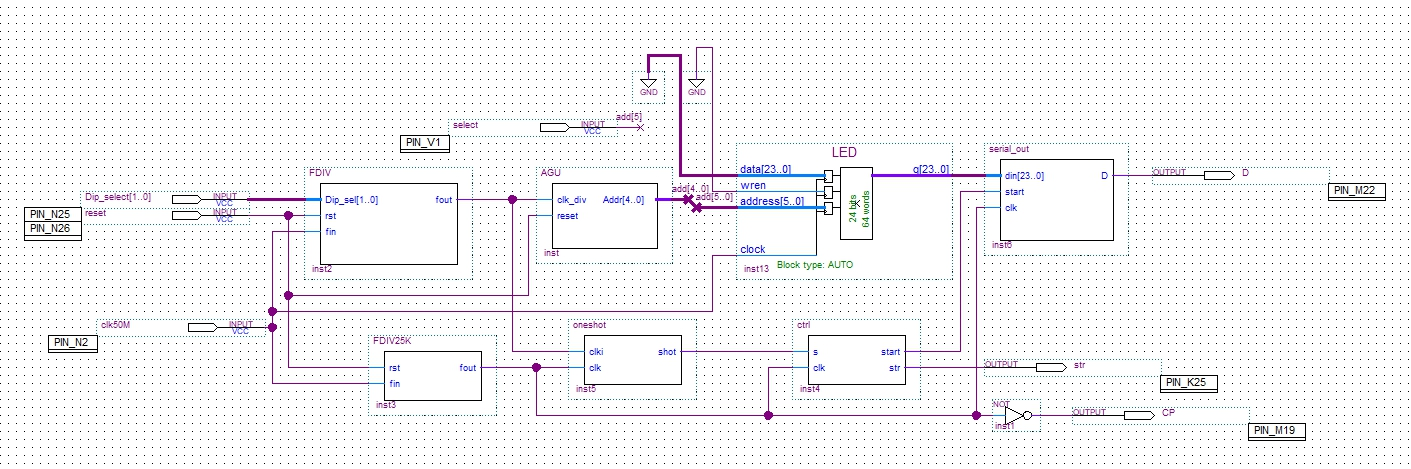 GND
GND
select
INPUT
VCC
add[5]
PIN_V1
LED
data[23..0]
wren
address[5..0]
clock
q[23..0]
24 bits
64 words
Block type: AUTO
inst13
serial_out
din[23..0]
start
clk
D
inst6
OUTPUT
D
PIN_M22
Dip_select[1..0]
INPUT
VCC
reset
INPUT
VCC
PIN_N25
PIN_N26
FDIV
Dip_sel[1..0]
rst
fin
fout
inst2
AGU
clk_div
reset
Addr[4..0]
inst
add[4..0]
add[5..0]
clk50M
INPUT
VCC
PIN_N2
FDIV25K
rst
fin
fout
inst3
oneshot
clki
clk
shot
inst5
ctrl
s
clk
start
str
inst4
OUTPUT
str
PIN_K25
NOT
inst1
OUTPUT
CP
PIN_M19